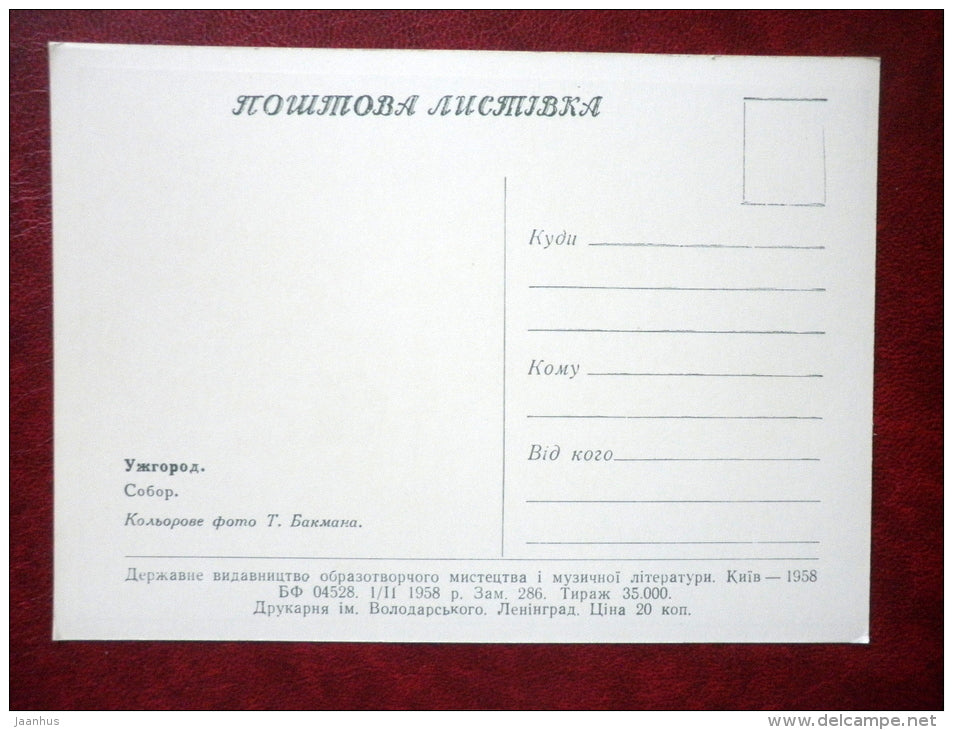 ПОШТОВА ЛИСТІВКА
Куди
Кому
Від кого
Ужгород.
Собор.
Кольорове фото Т. Бакмана.
Державне видавництво образотворчого мистецтва і музичної літератури. Київ — 1958
БФ 04528. I/II 1958 р. Зам. 286. Тираж 35.000.
Друкарня ім. Володарського. Ленінград. Ціна 20 коп.
Jaanhus
www.delcampe.net